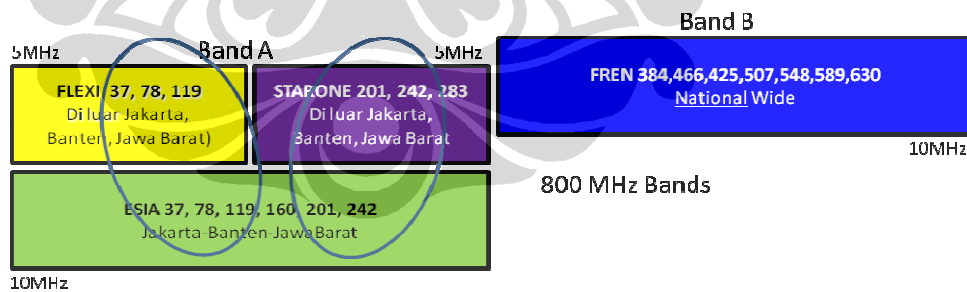 Band B
5MHz Band A 5MHz
FLEXI 37, 78, 119
Di luar Jakarta,
Banten, Jawa Barat)
STARONE 201, 242, 283
Di luar Jakarta,
Banten, Jawa Barat
FREN 384,466,425,507,548,589,630
National Wide
10MHz
800 MHz Bands
ESIA 37, 78, 119, 160, 201, 242
Jakarta-Banten-JawaBarat
10MHz